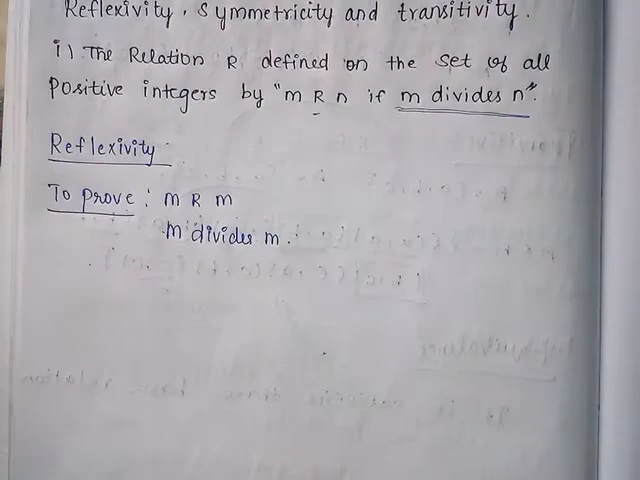 Reflexivity, Symmetricity and transitivity.
i) The Relation R defined on the set of all
Positive integers by "m R n if m divides n".
Reflexivity
To prove : m R m
m divides m.